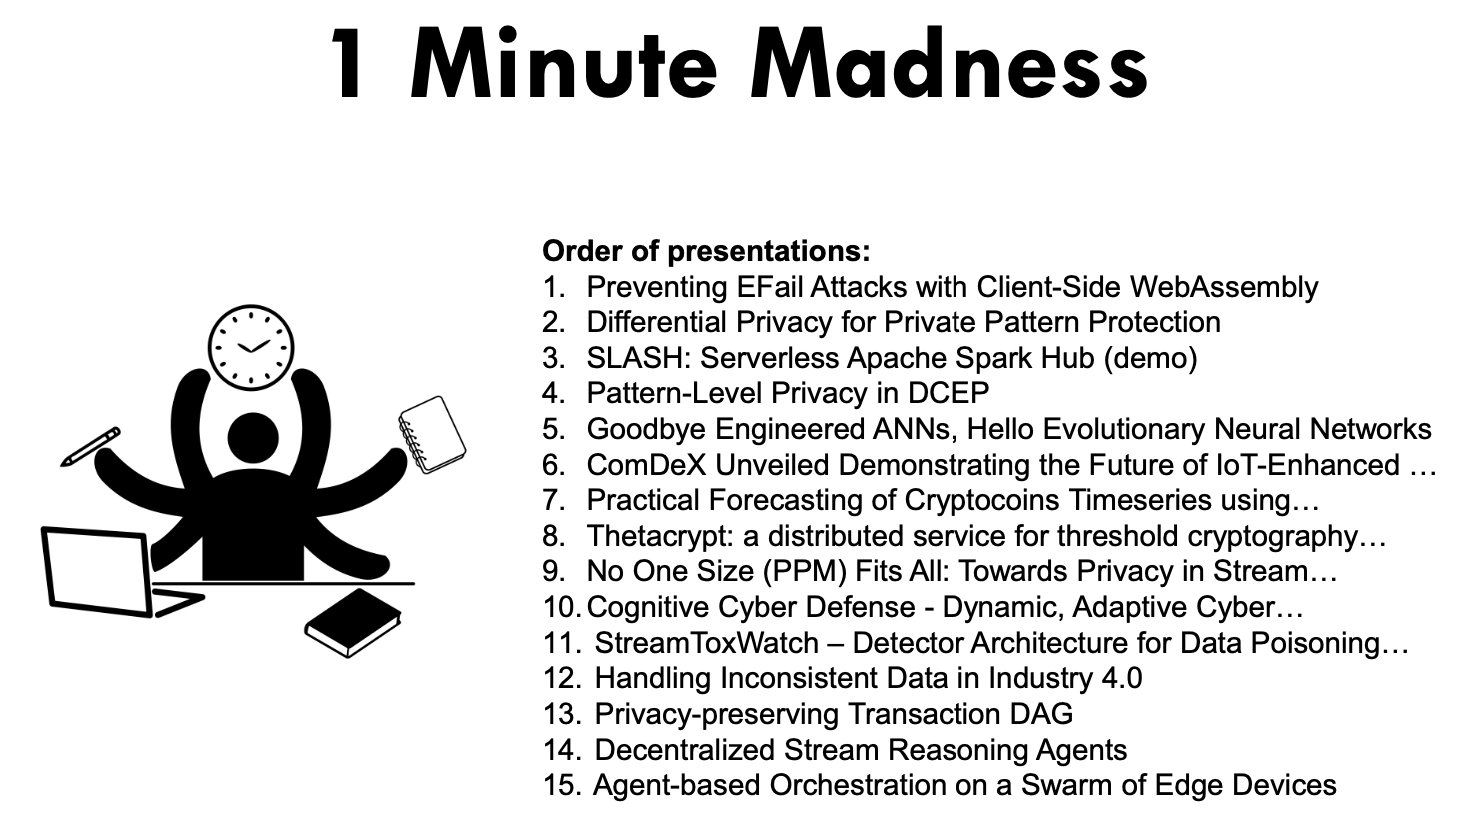 1 Minute Madness
Order of presentations:
1. Preventing EFail Attacks with Client-Side WebAssembly
2. Differential Privacy for Private Pattern Protection
3. SLASH: Serverless Apache Spark Hub (demo)
4. Pattern-Level Privacy in DCEP
5. Goodbye Engineered ANNs, Hello Evolutionary Neural Networks
6. ComDeX Unveiled Demonstrating the Future of IoT-Enhanced …
7. Practical Forecasting of Cryptocoins Timeseries using…
8. Thetacrypt: a distributed service for threshold cryptography…
9. No One Size (PPM) Fits All: Towards Privacy in Stream…
10. Cognitive Cyber Defense - Dynamic, Adaptive Cyber…
11. StreamToxWatch – Detector Architecture for Data Poisoning…
12. Handling Inconsistent Data in Industry 4.0
13. Privacy-preserving Transaction DAG
14. Decentralized Stream Reasoning Agents
15. Agent-based Orchestration on a Swarm of Edge Devices